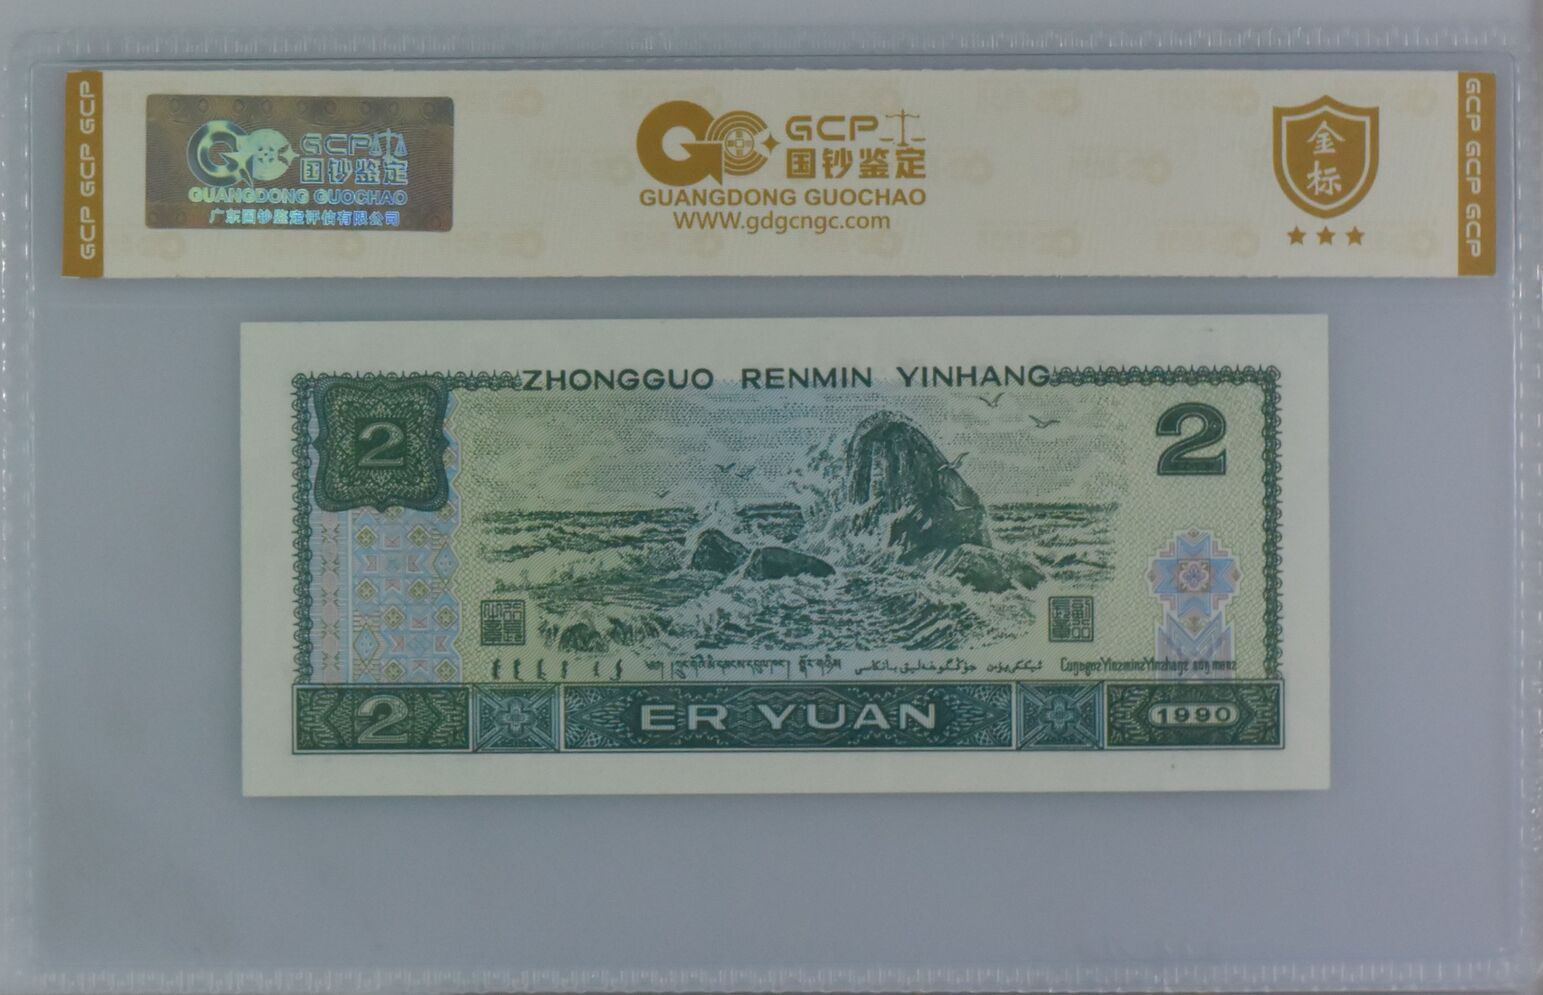 GCP GCP GCP
GCP
国钞鉴定
GUANGDONG GUOCHAO
广东国钞鉴定评估有限公司
GCP
国钞鉴定
GUANGDONG GUOCHAO
WWW.gdgcngc.com
金标
GCP GCP GCP
ZHONGGUO RENMIN YINHANG
2
2
2
ER YUAN
1990